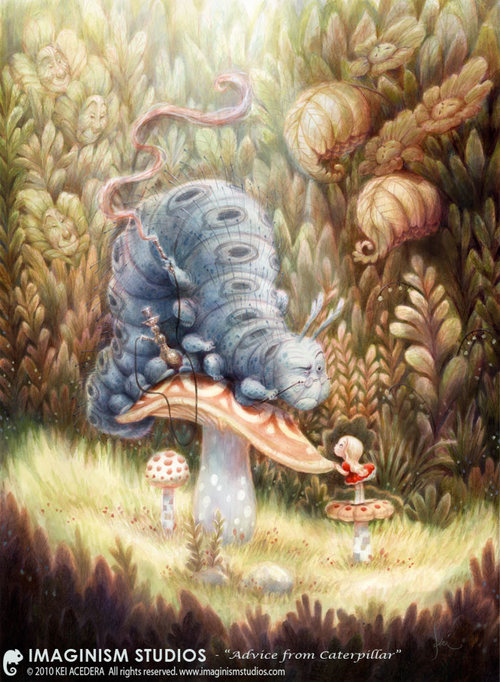 IMAGINISM STUDIOS - "Advice from Caterpillar"
© 2010 KEI ACEDERA All rights reserved. www.imaginismstudios.com